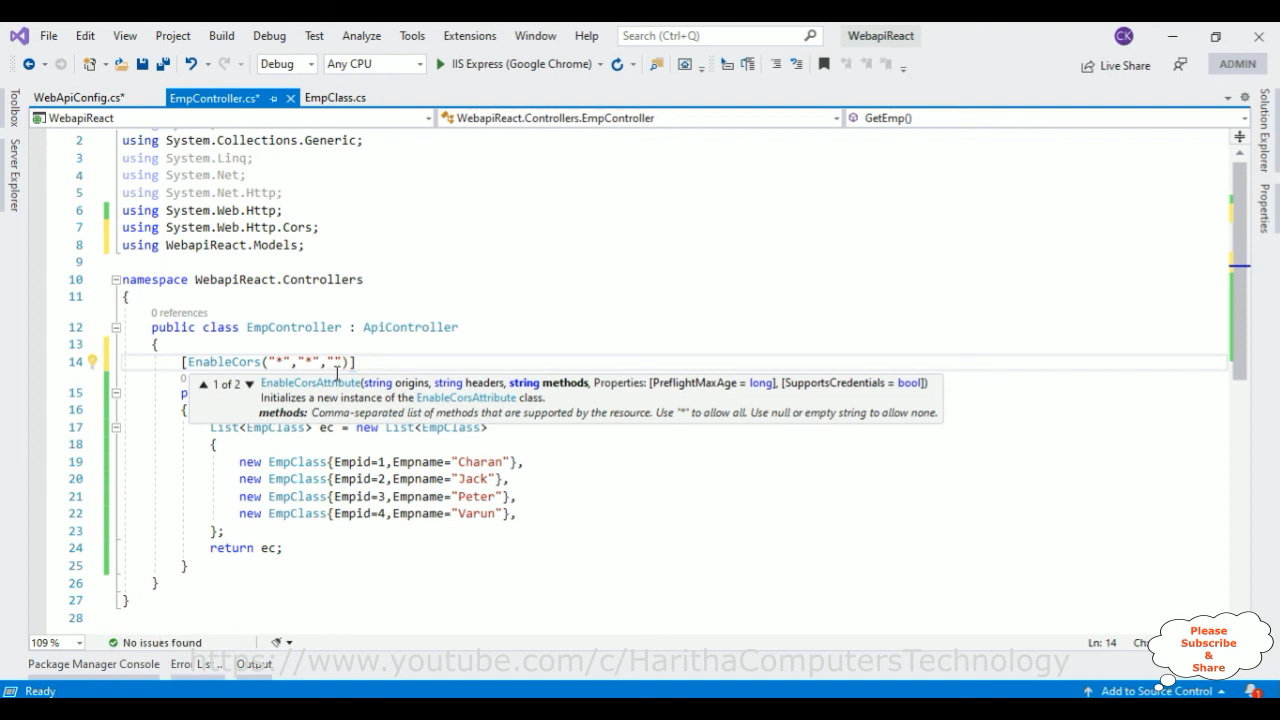 File Edit View Project Build Debug Test Analyze Tools Extensions Window Help Search (Ctrl+Q) WebapiReact CK
Debug Any CPU IIS Express (Google Chrome) Live Share ADMIN
WebApiConfig.cs* EmpController.cs* EmpClass.cs
WebapiReact WebapiReact.Controllers.EmpController GetEmp()
Toolbox
Server Explorer
Solution Explorer
Properties
2 using System.Collections.Generic;
3 using System.Linq;
4 using System.Net;
5 using System.Net.Http;
6 using System.Web.Http;
7 using System.Web.Http.Cors;
8 using WebapiReact.Models;
9
10 namespace WebapiReact.Controllers
11 {
0 references
12 public class EmpController : ApiController
13 {
14 [EnableCors("*","*","")]
1 of 2 EnableCorsAttribute(string origins, string headers, string methods, Properties: [PreflightMaxAge = long], [SupportsCredentials = bool])
Initializes a new instance of the EnableCorsAttribute class.
methods: Comma-separated list of methods that are supported by the resource. Use "*" to allow all. Use null or empty string to allow none.
0
15 p
16 {
17 List<EmpClass> ec = new List<EmpClass>
18 {
19 new EmpClass{Empid=1,Empname="Charan"},
20 new EmpClass{Empid=2,Empname="Jack"},
21 new EmpClass{Empid=3,Empname="Peter"},
22 new EmpClass{Empid=4,Empname="Varun"},
23 };
24 return ec;
25 }
26 }
27 }
28
109 % No issues found Ln: 14
Please
Subscribe
&
Share
Package Manager Console Error Output
https://www.youtube.com/c/HarithaComputersTechnology
Ready Add to Source Control 1